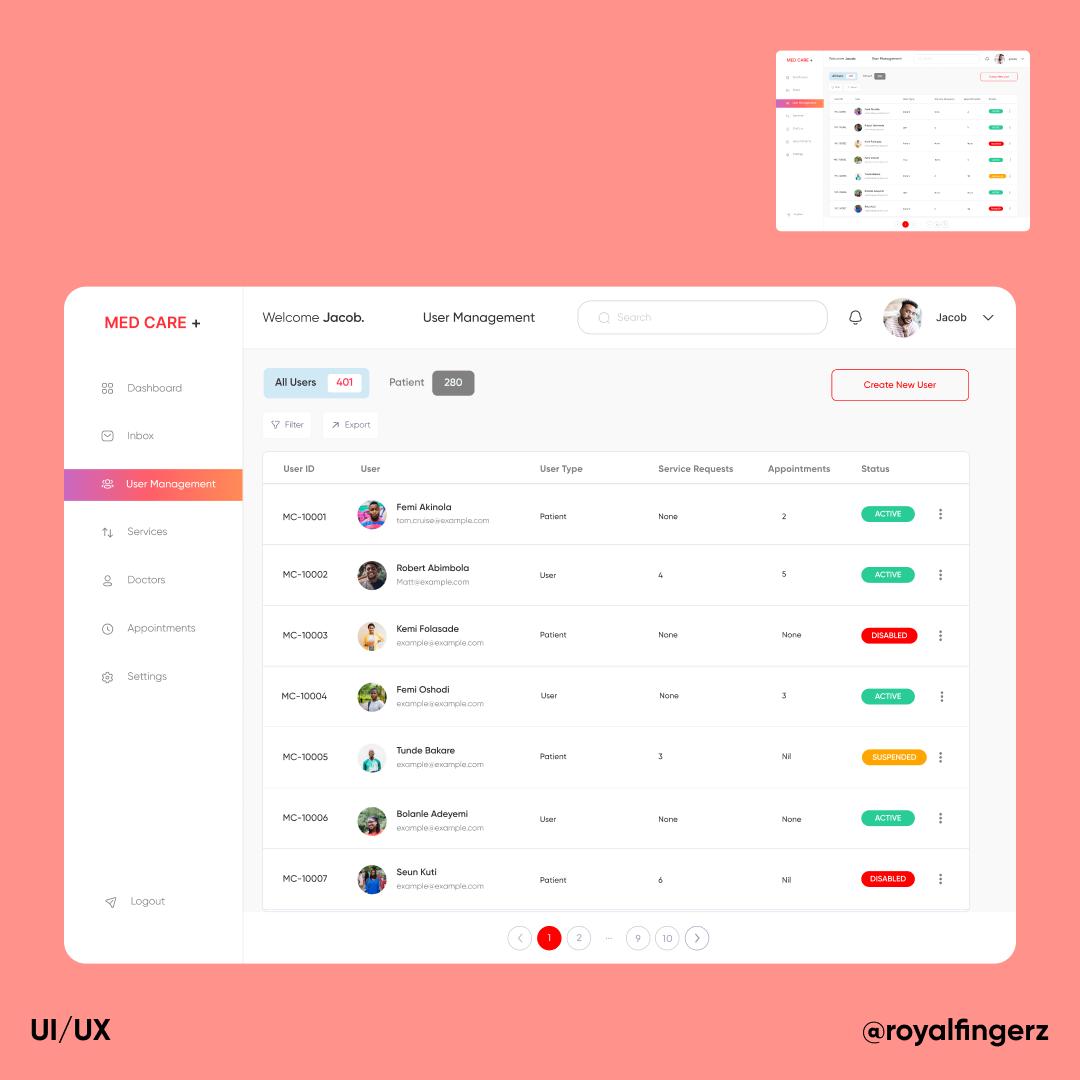 MED CARE +
Welcome Jacob.
User Management
Search
Jacob
Dashboard
Inbox
User Management
Services
Doctors
Appointments
Settings
Logout
All Users 401
Patient 280
Create New User
Filter
Export
User ID User User Type Service Requests Appointments Status
MC-10001 Femi Akinola Patient None 2 ACTIVE
tom.cruise@example.com
MC-10002 Robert Abimbola User 4 5 ACTIVE
Matt@example.com
MC-10003 Kemi Folasade Patient None None DISABLED
example@example.com
MC-10004 Femi Oshodi User None 3 ACTIVE
example@example.com
MC-10005 Tunde Bakare Patient 3 Nil SUSPENDED
example@example.com
MC-10006 Bolanle Adeyemi User None None ACTIVE
example@example.com
MC-10007 Seun Kuti Patient 6 Nil DISABLED
example@example.com
1 2 ... 9 10
UI/UX
@royalfingerz
MED CARE +
Welcome Jacob.
User Management